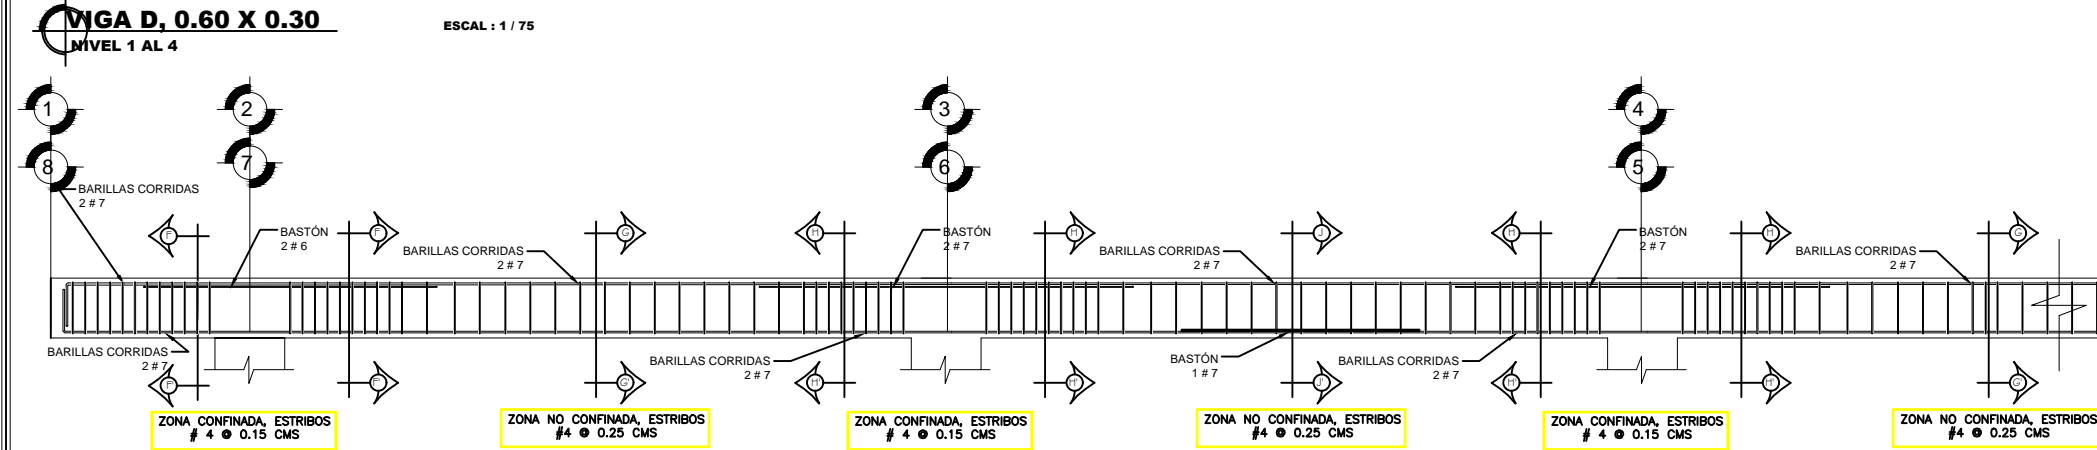 VIGA D, 0.60 X 0.30
NIVEL 1 AL 4
ESCAL : 1 / 75
1
2
3
4
8
7
6
5
BARILLAS CORRIDAS
2 # 7
F
BASTÓN
2 # 6
F
BARILLAS CORRIDAS
2 # 7
G
H
BASTÓN
2 # 7
H
BARILLAS CORRIDAS
2 # 7
J
H
BASTÓN
2 # 7
H
BARILLAS CORRIDAS
2 # 7
G
BARILLAS CORRIDAS
2 # 7
F'
F'
G'
BARILLAS CORRIDAS
2 # 7
H'
H'
BASTÓN
1 # 7
J'
BARILLAS CORRIDAS
2 # 7
H'
H'
G'
ZONA CONFINADA, ESTRIBOS
# 4 @ 0.15 CMS
ZONA NO CONFINADA, ESTRIBOS
#4 @ 0.25 CMS
ZONA CONFINADA, ESTRIBOS
# 4 @ 0.15 CMS
ZONA NO CONFINADA, ESTRIBOS
#4 @ 0.25 CMS
ZONA CONFINADA, ESTRIBOS
# 4 @ 0.15 CMS
ZONA NO CONFINADA, ESTRIBOS
#4 @ 0.25 CMS